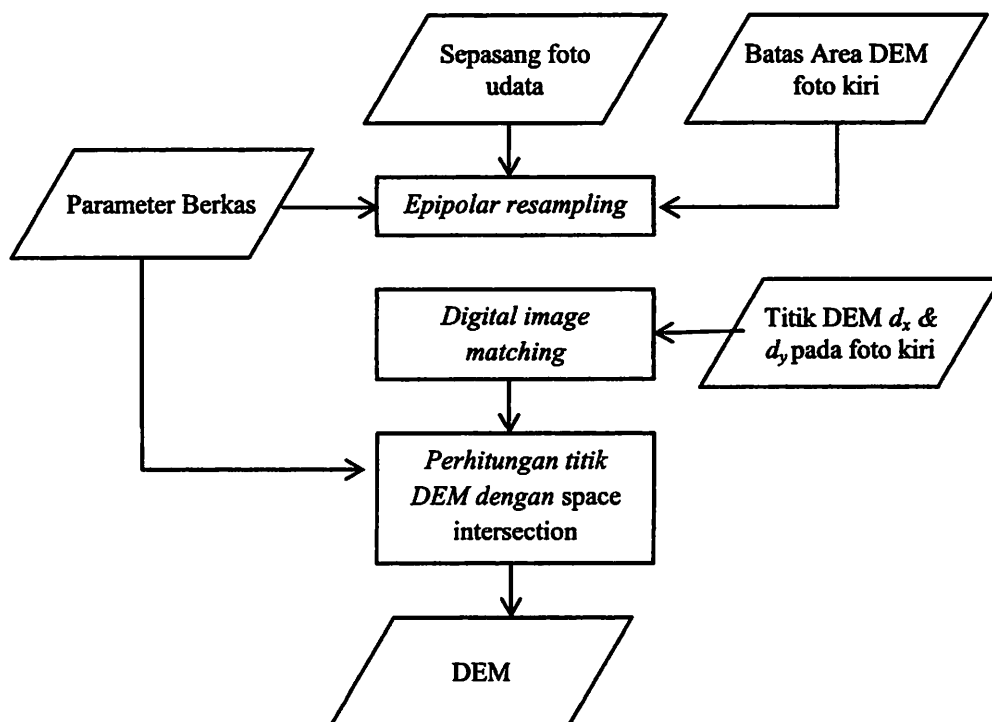 Sepasang foto
udata
Batas Area DEM
foto kiri
Parameter Berkas
Epipolar resampling
Digital image
matching
Titik DEM dx &
dy pada foto kiri
Perhitungan titik
DEM dengan space
intersection
DEM